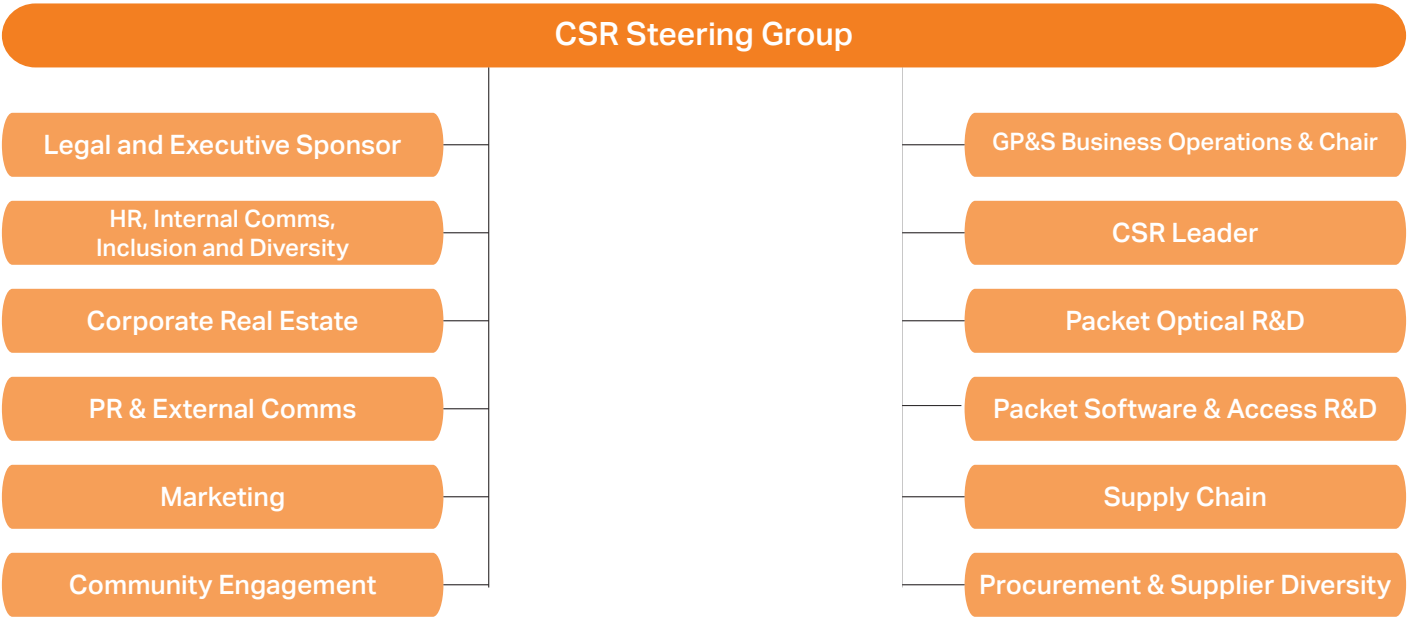 CSR Steering Group
Legal and Executive Sponsor
HR, Internal Comms,
Inclusion and Diversity
Corporate Real Estate
PR & External Comms
Marketing
Community Engagement
GP&S Business Operations & Chair
CSR Leader
Packet Optical R&D
Packet Software & Access R&D
Supply Chain
Procurement & Supplier Diversity